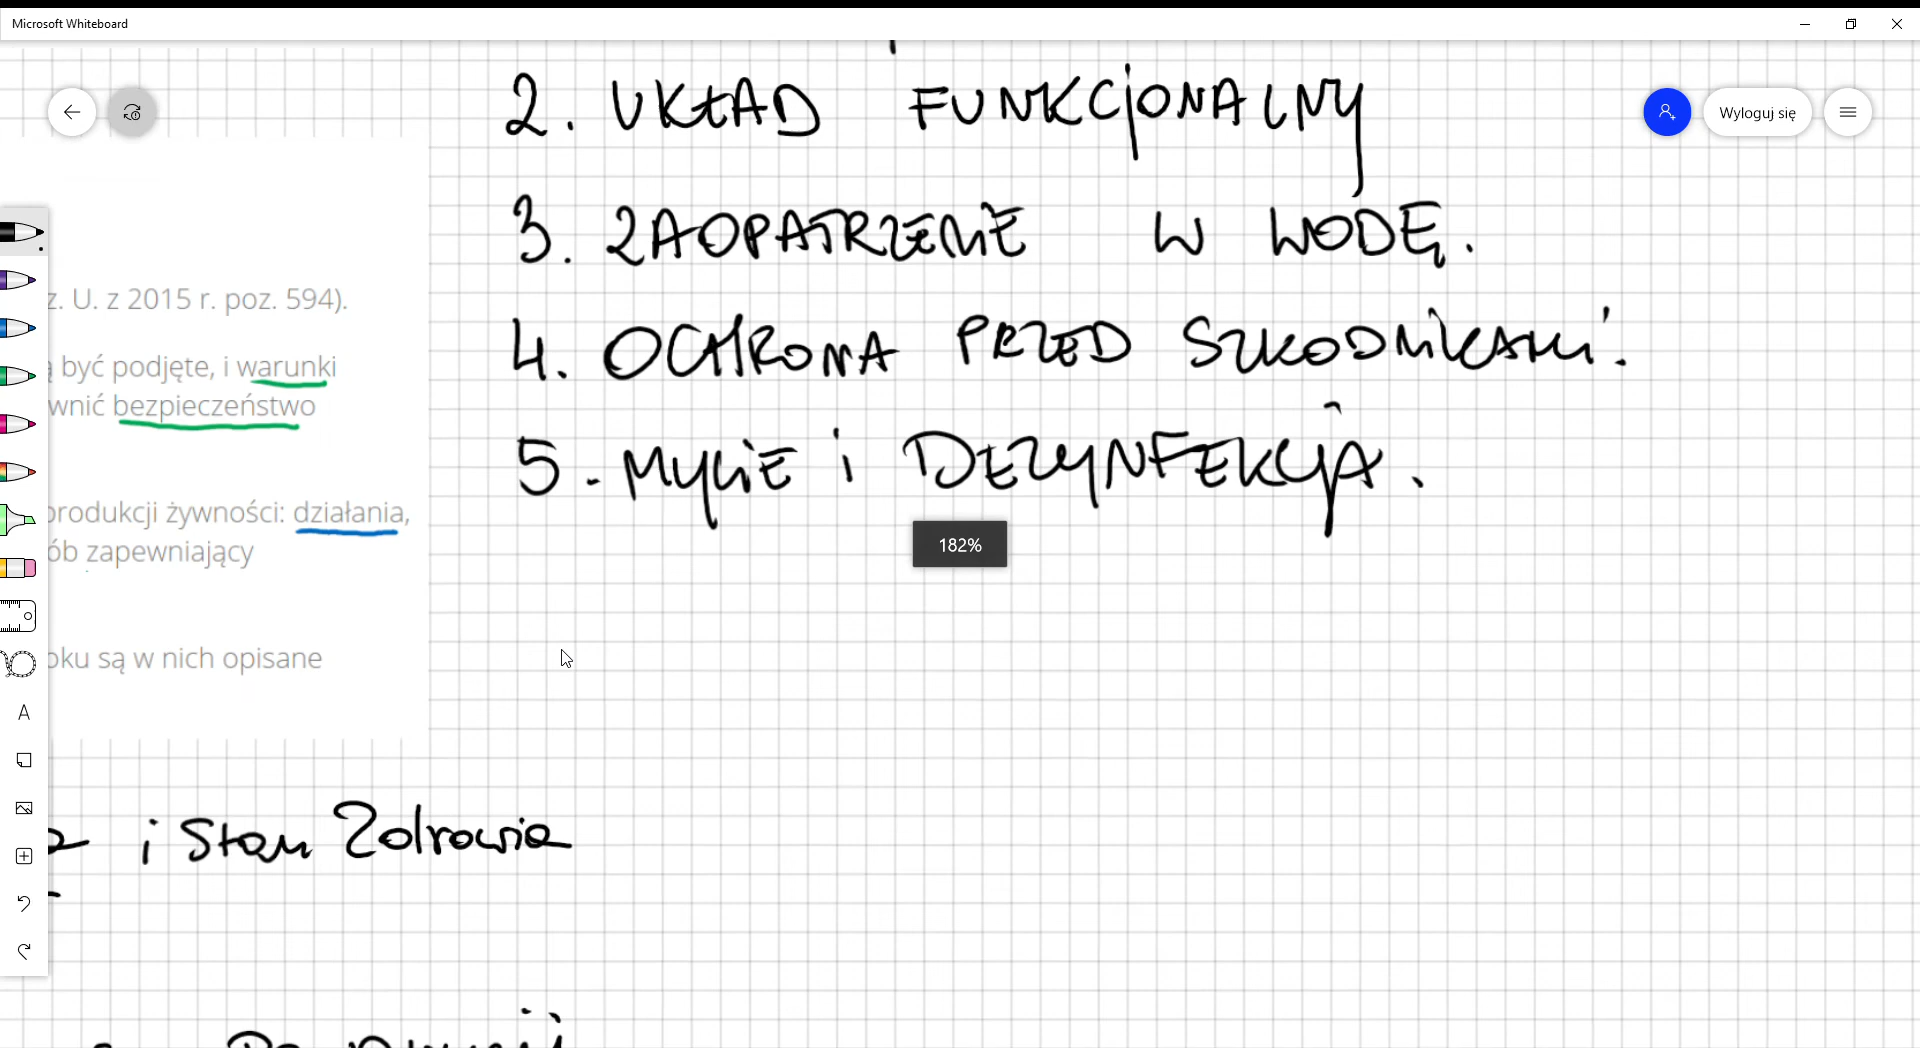 Microsoft Whiteboard
Wyloguj się
2. UKŁAD FUNKCJONALNY
3. ZAOPATRZENIE W WODĘ.
4. OCHRONA PRZED SZKODNIKAMI.
5. MYCIE i DEZYNFEKCJA.
182%
z. U. z 2015 r. poz. 594).
być podjęte, i warunki
wnić bezpieczeństwo
produkcji żywności: działania,
ób zapewniający
oku są w nich opisane
A
i Stan Zdrowia